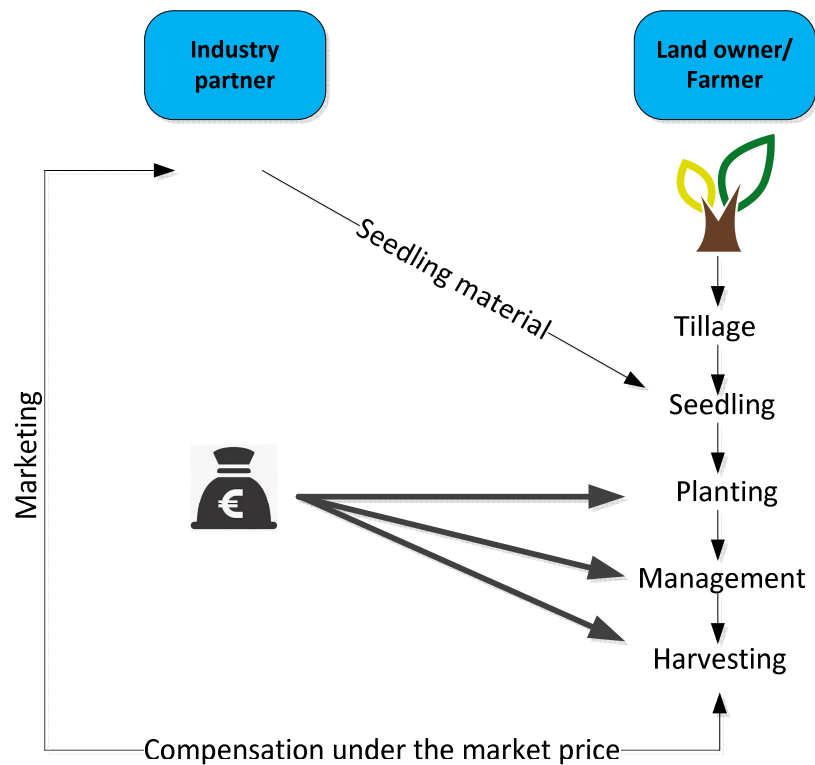 Industry
partner
Land owner/
Farmer
Seedling material
Tillage
Seedling
Marketing
€
Planting
Management
Harvesting
Compensation under the market price